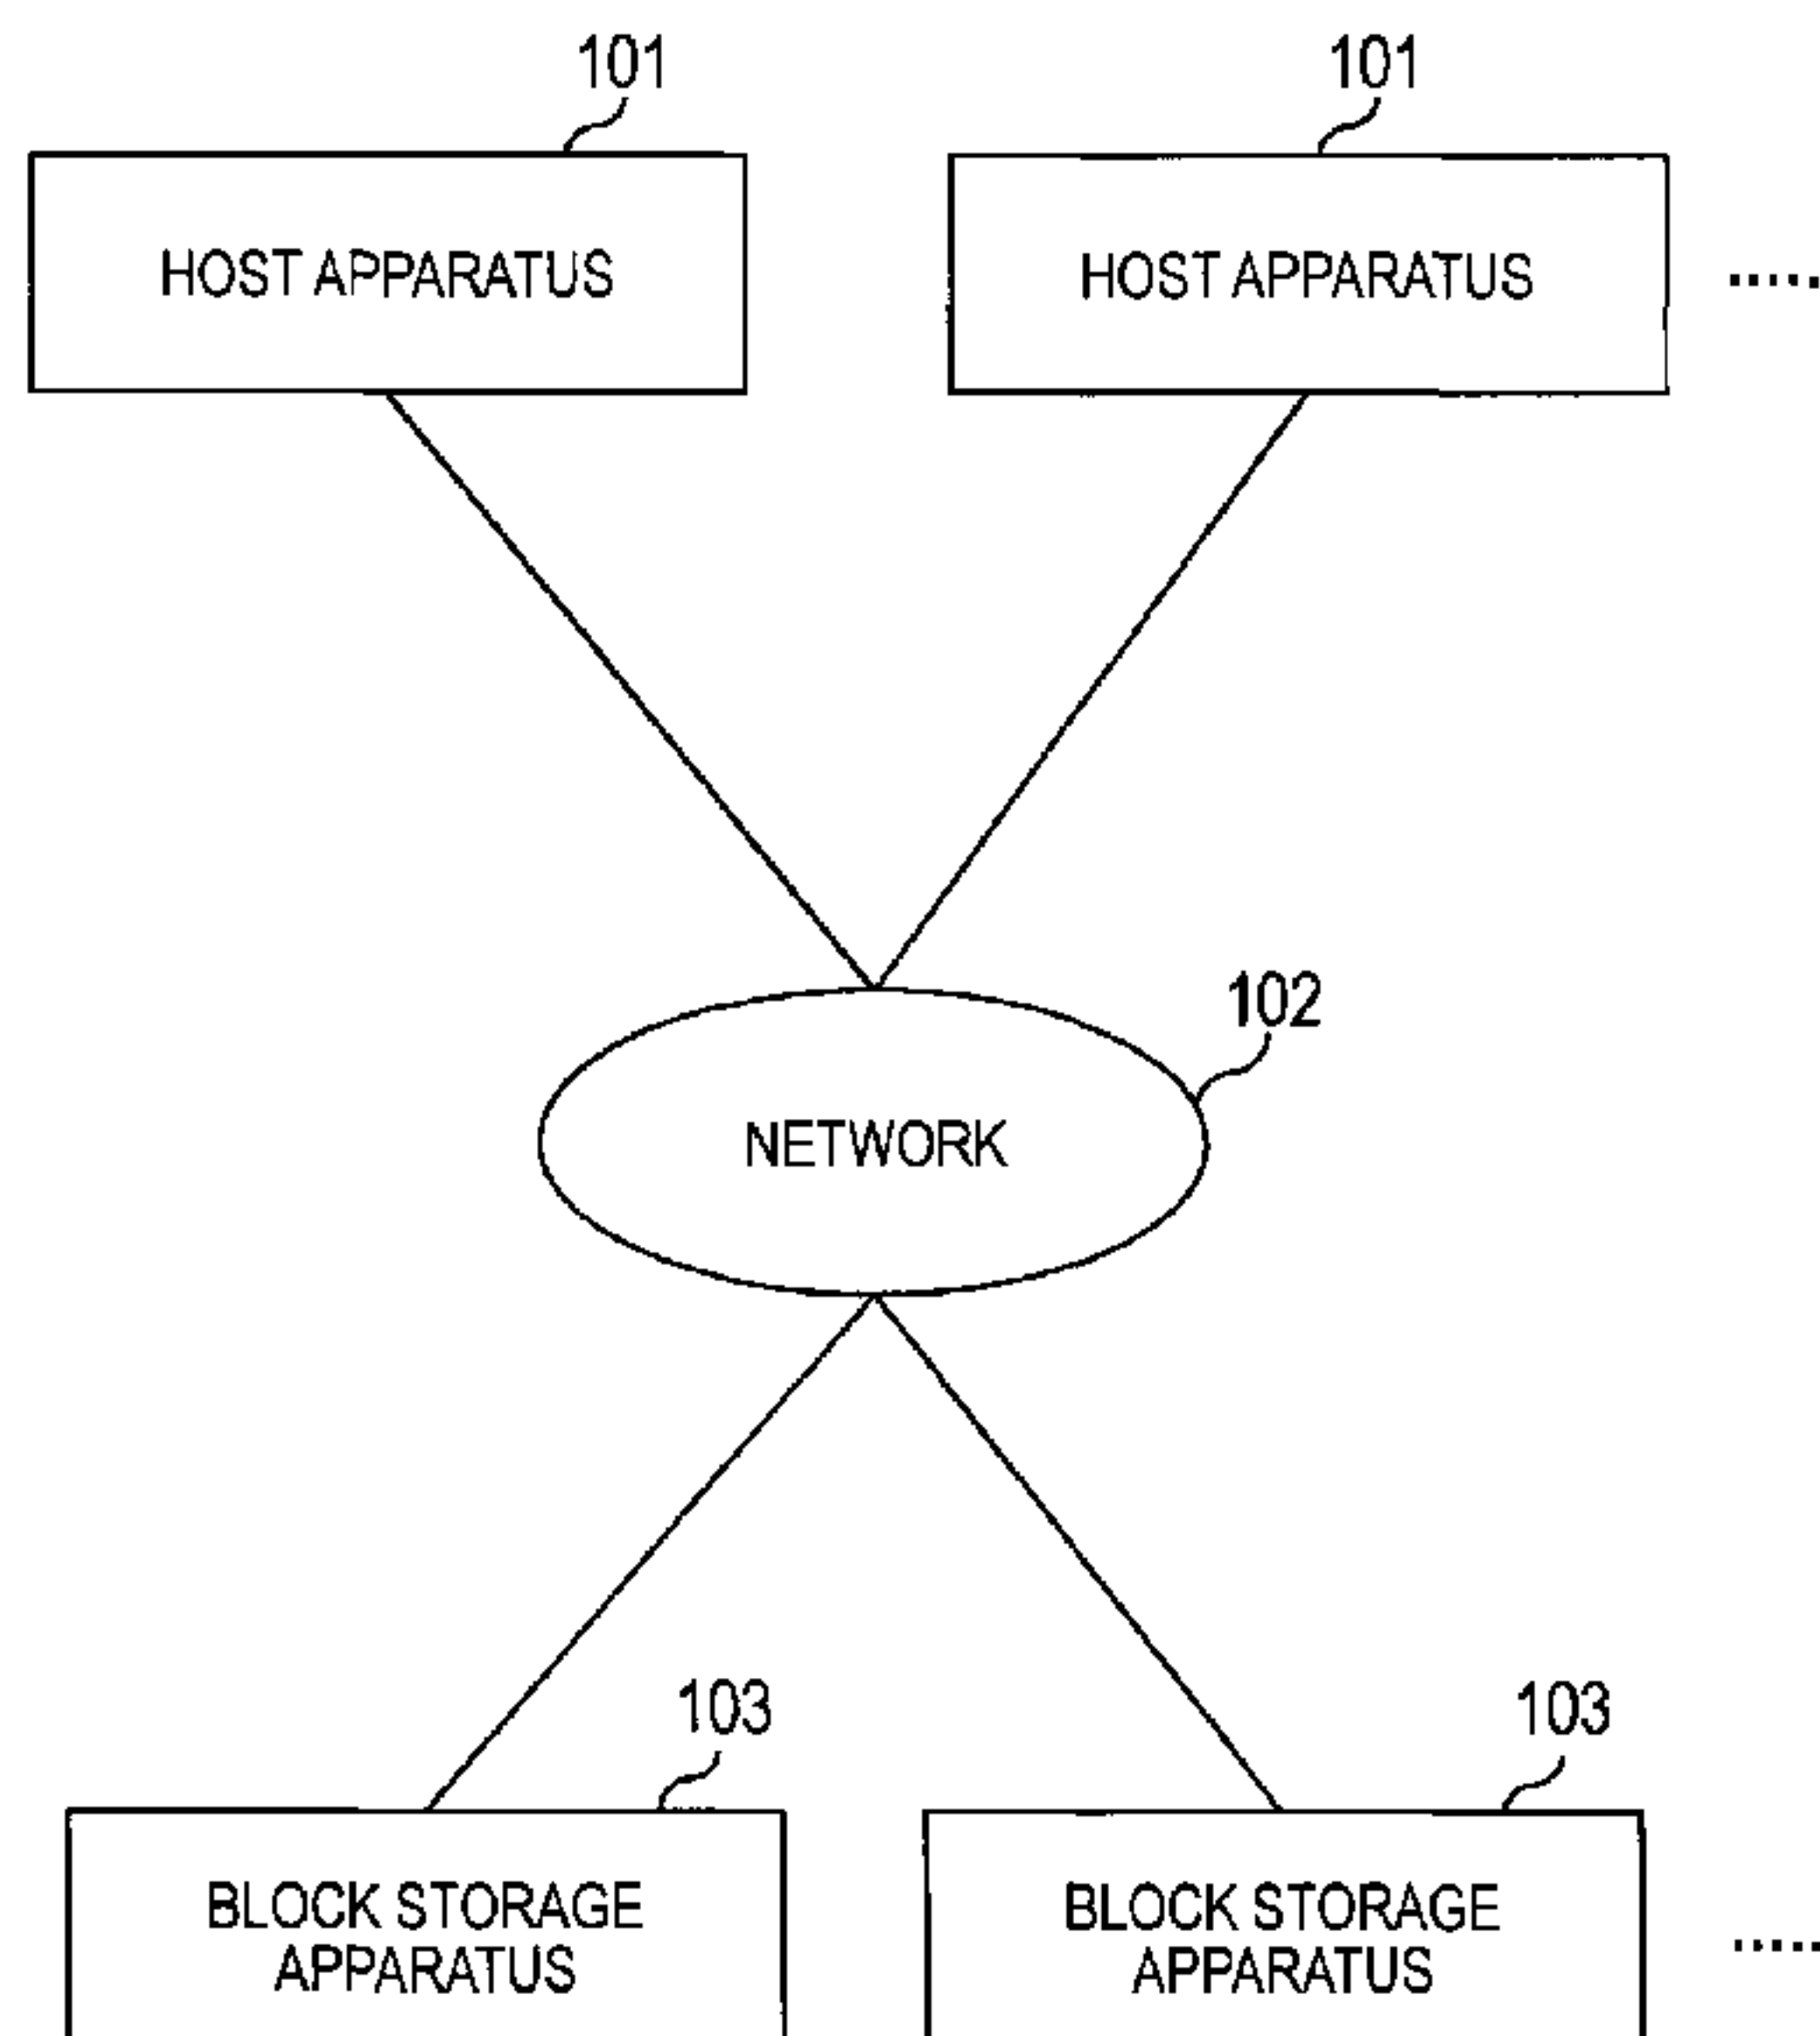 101
101
HOST APPARATUS
HOST APPARATUS
.....
102
NETWORK
103
103
BLOCK STORAGE
APPARATUS
BLOCK STORAGE
APPARATUS
.....